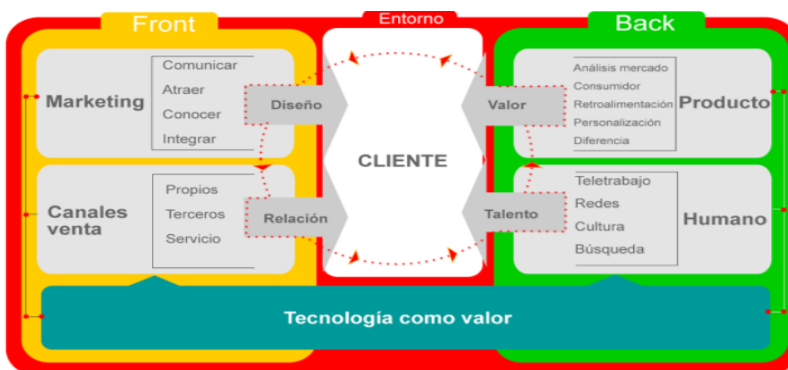 Front
Entorno
Back
Marketing
Comunicar
Atraer
Conocer
Integrar
Diseño
Canales
venta
Propios
Terceros
Servicio
Relación
CLIENTE
Valor
Análisis mercado
Consumidor
Retroalimentación
Personalización
Diferencia
Producto
Talento
Teletrabajo
Redes
Cultura
Búsqueda
Humano
Tecnología como valor